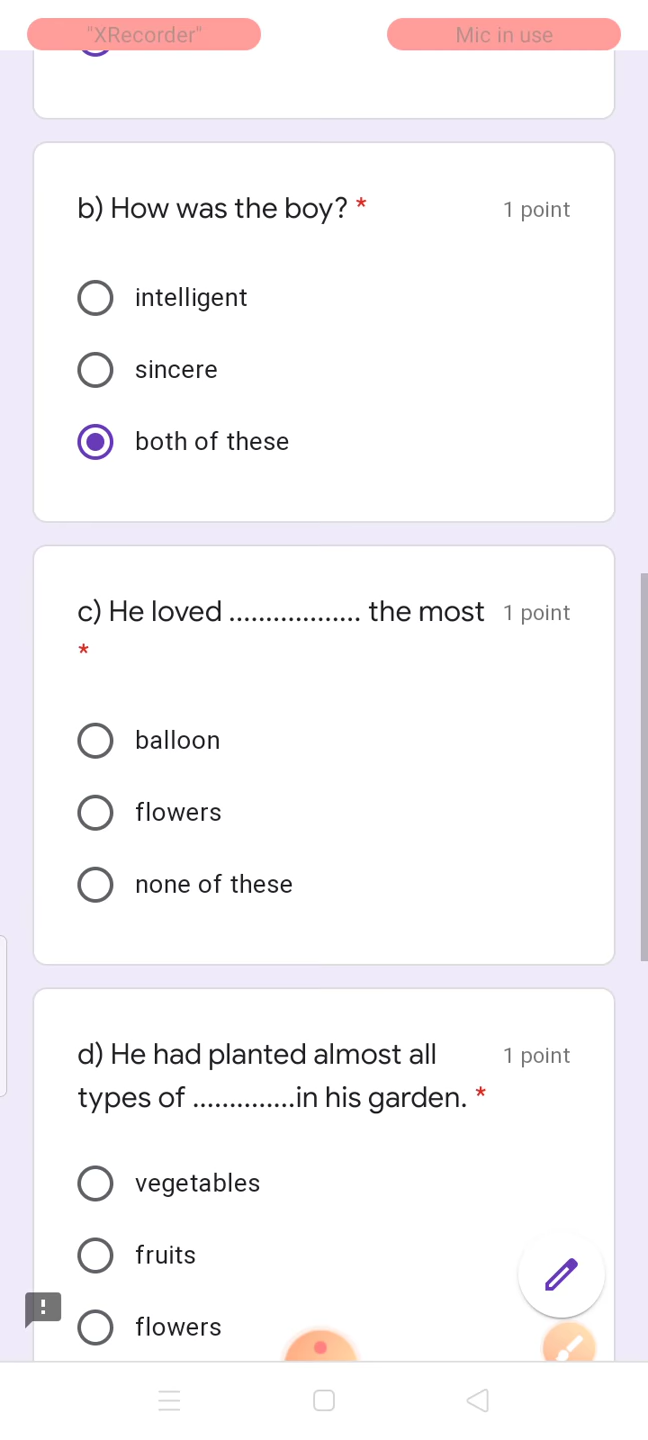 "XRecorder" Mic in use
b) How was the boy? * 1 point
intelligent
sincere
both of these
c) He loved .................. the most 1 point
*
balloon
flowers
none of these
d) He had planted almost all 1 point
types of ..............in his garden. *
vegetables
fruits
flowers